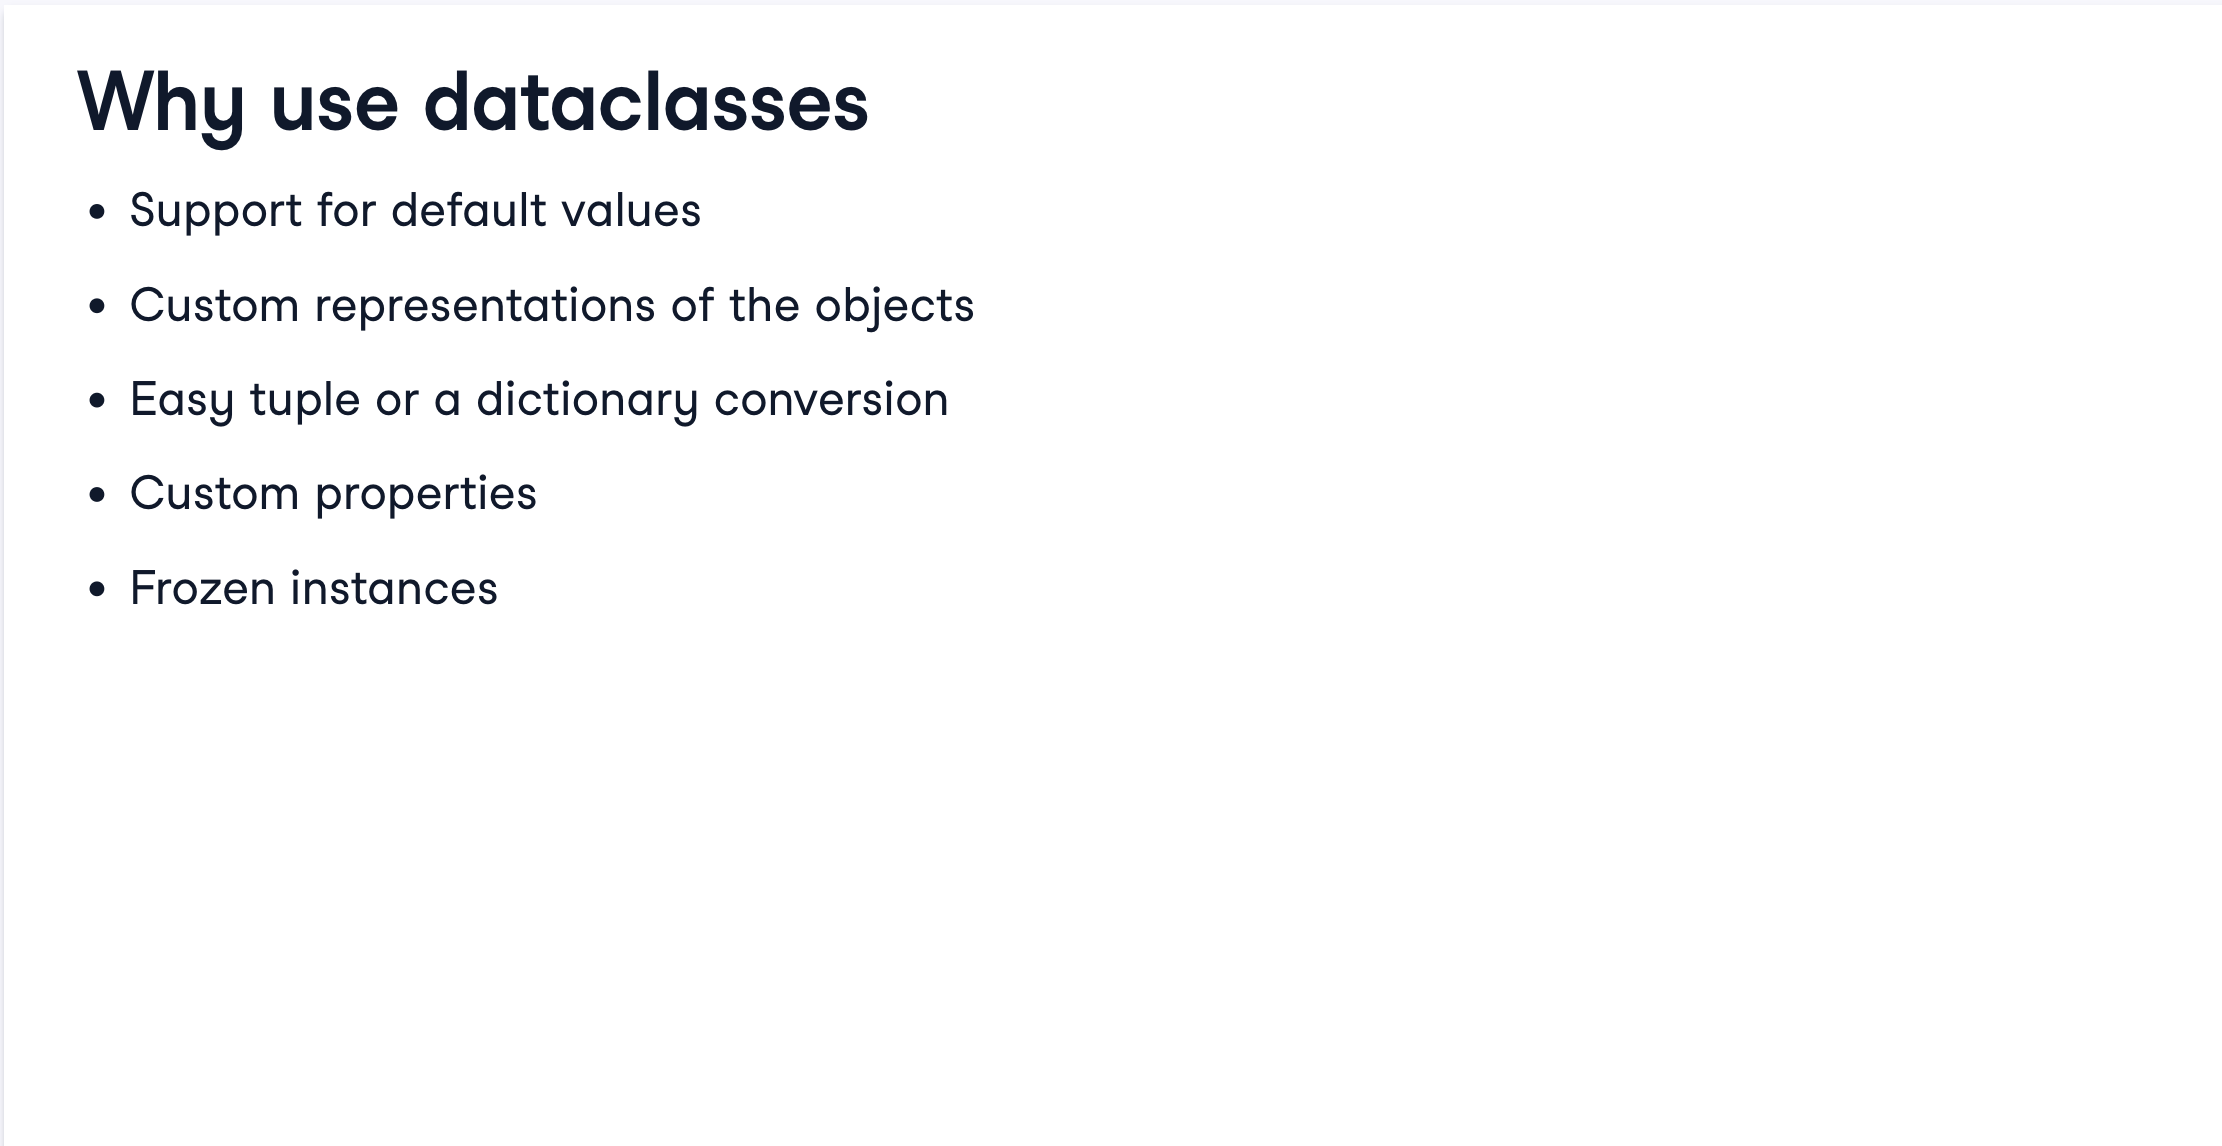 Why use dataclasses
• Support for default values
• Custom representations of the objects
• Easy tuple or a dictionary conversion
• Custom properties
• Frozen instances